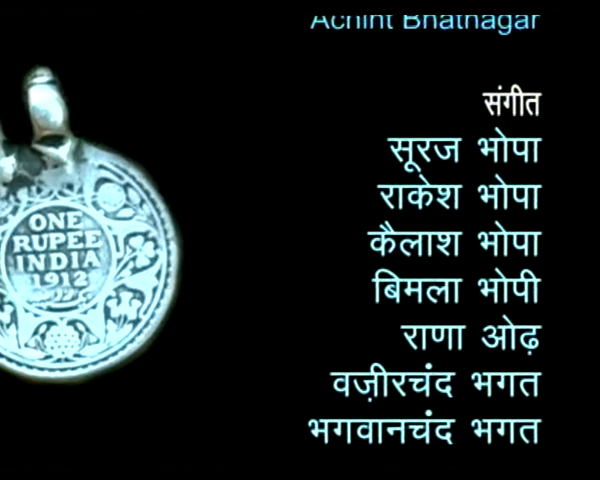 Achint Bhatnagar
संगीत
सूरज भोपा
राकेश भोपा
कैलाश भोपा
बिमला भोपी
राणा ओढ़
वज़ीरचंद भगत
भगवानचंद भगत
ONE
RUPEE
INDIA
1912